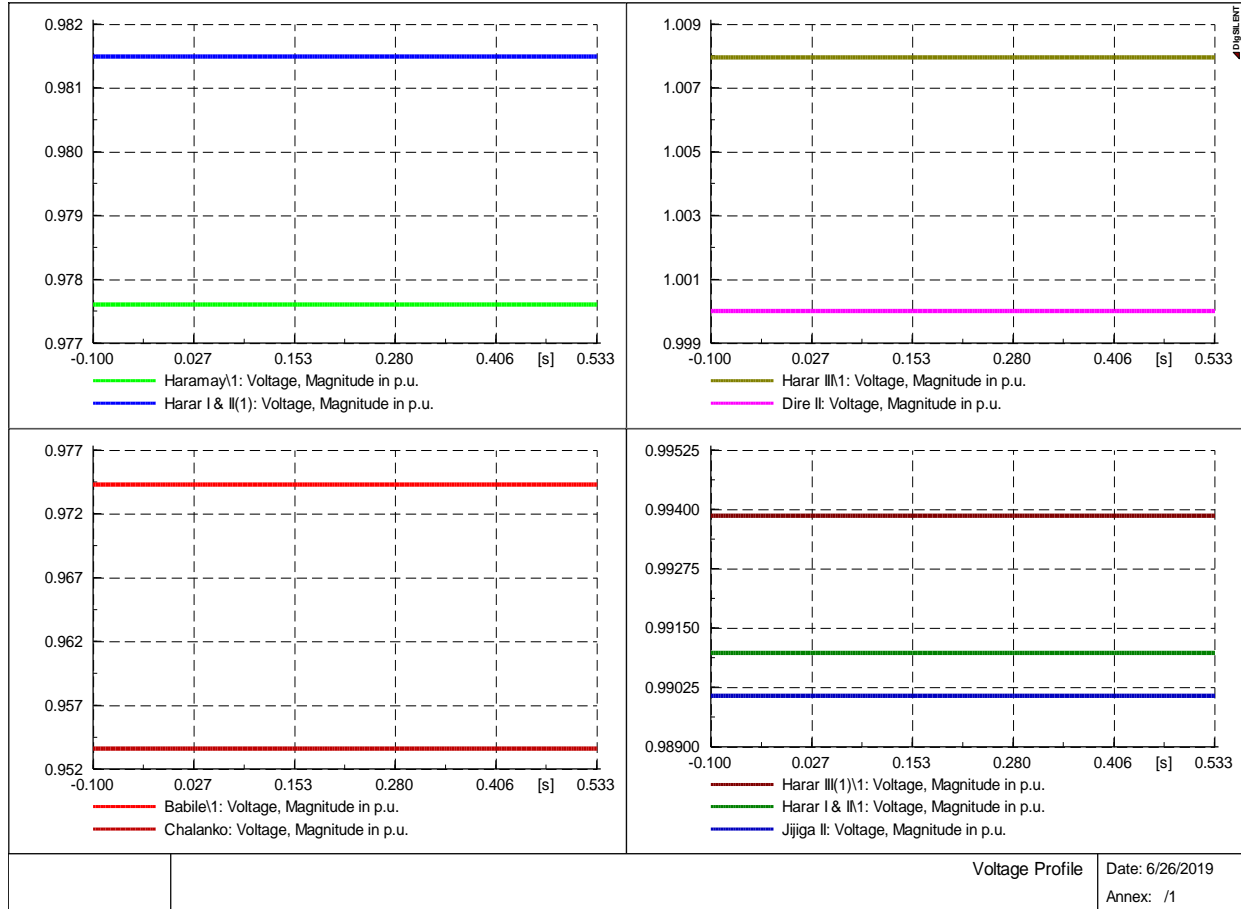 0.982
0.981
0.980
0.979
0.978
0.977
-0.100 0.027 0.153 0.280 0.406 [s] 0.533
Haramay\1: Voltage, Magnitude in p.u.
Harar I & II(1): Voltage, Magnitude in p.u.
1.009
1.007
1.005
1.003
1.001
0.999
-0.100 0.027 0.153 0.280 0.406 [s] 0.533
Harar III\1: Voltage, Magnitude in p.u.
Dire II: Voltage, Magnitude in p.u.
DIgSILENT
0.977
0.972
0.967
0.962
0.957
0.952
-0.100 0.027 0.153 0.280 0.406 [s] 0.533
Babile\1: Voltage, Magnitude in p.u.
Chalanko: Voltage, Magnitude in p.u.
0.99525
0.99400
0.99275
0.99150
0.99025
0.98900
-0.100 0.027 0.153 0.280 0.406 [s] 0.533
Harar III(1)\1: Voltage, Magnitude in p.u.
Harar I & II\1: Voltage, Magnitude in p.u.
Jijiga II: Voltage, Magnitude in p.u.
Voltage Profile
Date: 6/26/2019
Annex: /1